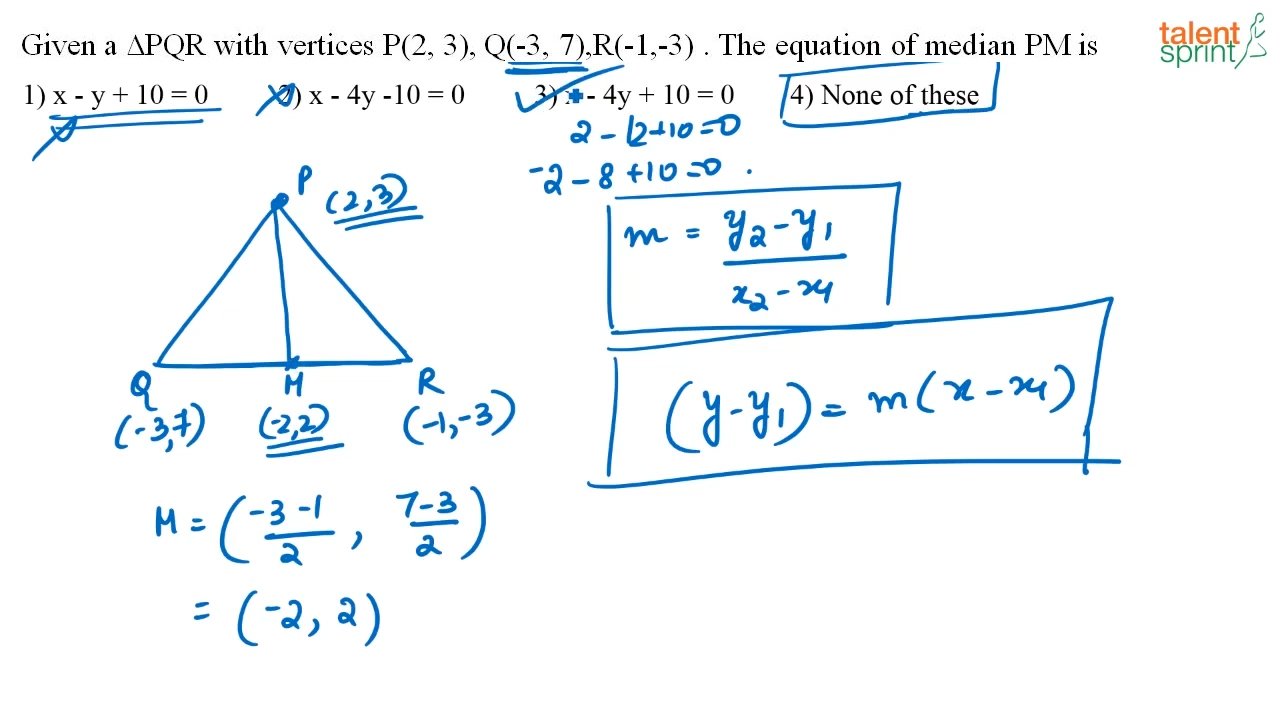 talent
sprint
Given a ΔPQR with vertices P(2, 3), Q(-3, 7),R(-1,-3) . The equation of median PM is
1) x - y + 10 = 0 2) x - 4y -10 = 0 3) x - 4y + 10 = 0 4) None of these
2 - 12+10=0
-2 - 8 +10=0 .
P (2,3)
m = y2-y1
x2-x1
Q M R
(-3,7) (-2,2) (-1,-3)
(y-y1) = m(x-x1)
M = (-3-1/2, 7-3/2)
= (-2, 2)